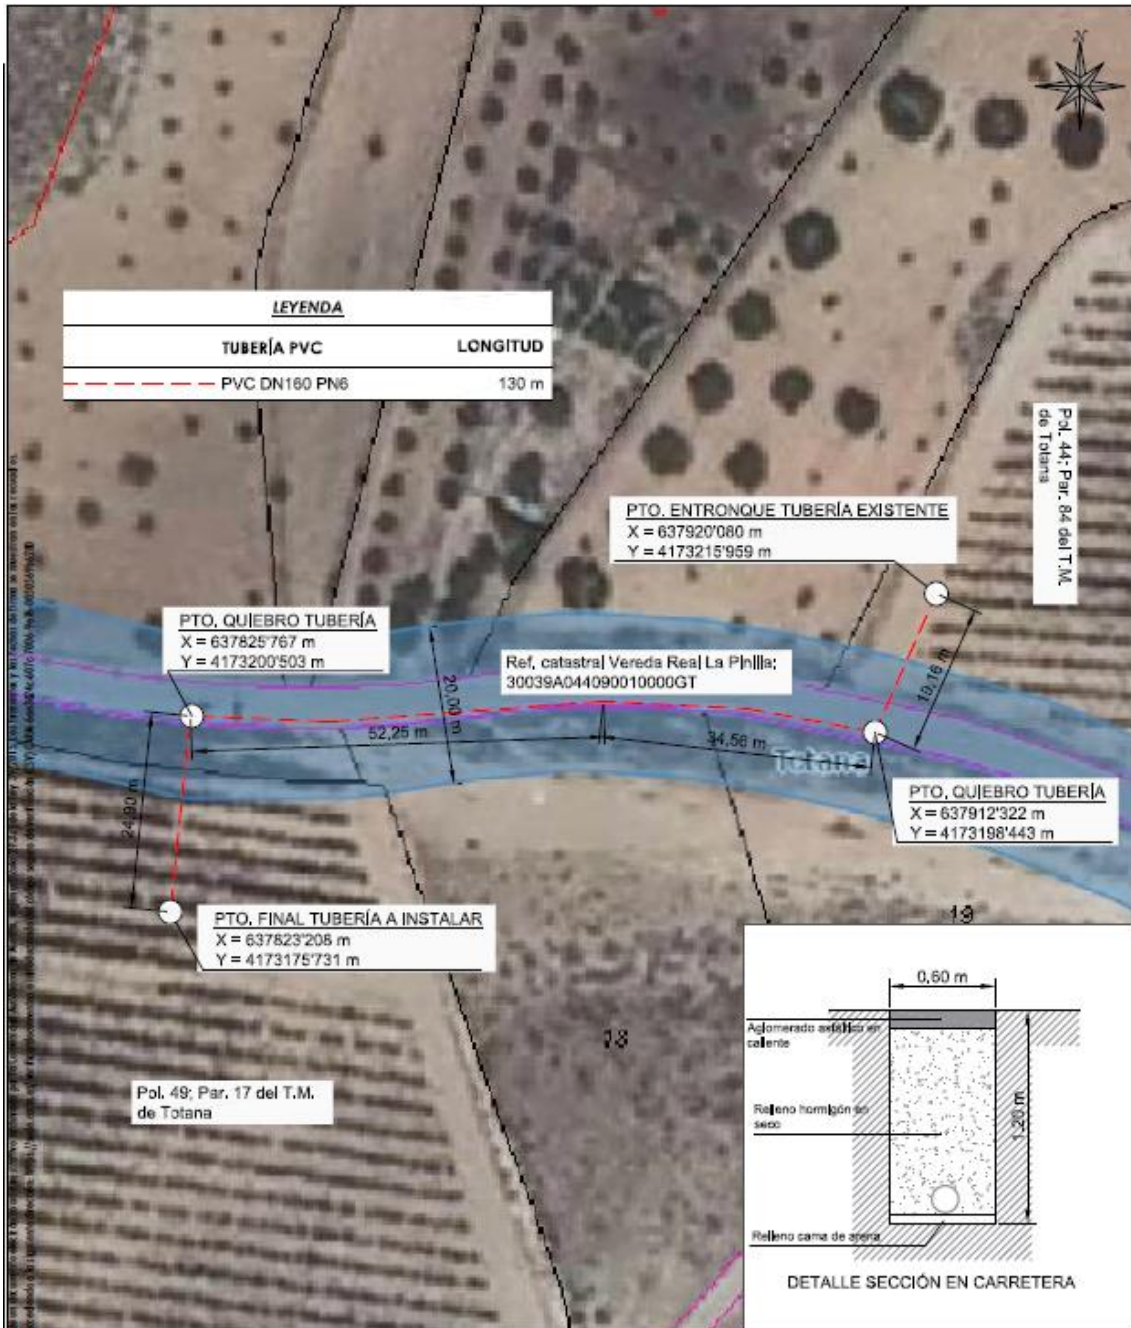 N
LEYENDA
TUBERÍA PVC LONGITUD
PVC DN160 PN6 130 m
Pol. 44; Par. 84 del T.M.
de Totana
PTO. ENTRONQUE TUBERÍA EXISTENTE
X = 637920'080 m
Y = 4173215'959 m
PTO. QUIEBRO TUBERÍA
X = 637825'767 m
Y = 4173200'503 m
Ref. catastral Vereda Real La Pinilla:
30039A044090010000GT
19,16 m
20,00 m
52,25 m
34,56 m
Totana
24,90 m
PTO. QUIEBRO TUBERÍA
X = 637912'322 m
Y = 4173198'443 m
PTO. FINAL TUBERÍA A INSTALAR
X = 637823'208 m
Y = 4173175'731 m
19
18
Pol. 49; Par. 17 del T.M.
de Totana
0,60 m
Aglomerado asfáltico en
caliente
Relleno hormigón en
seco
1,20 m
Relleno cama de arena
DETALLE SECCIÓN EN CARRETERA